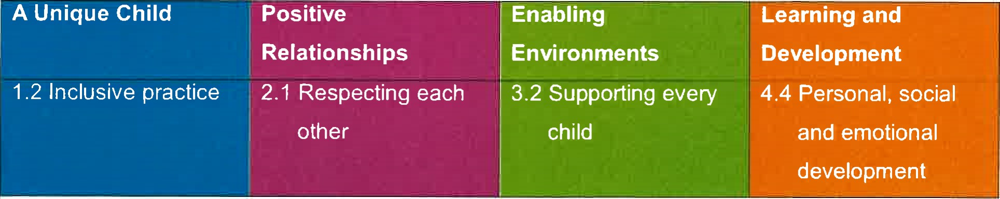 A Unique Child
Positive
Relationships
Enabling
Environments
Learning and
Development
1.2 Inclusive practice
2.1 Respecting each
other
3.2 Supporting every
child
4.4 Personal, social
and emotional
development